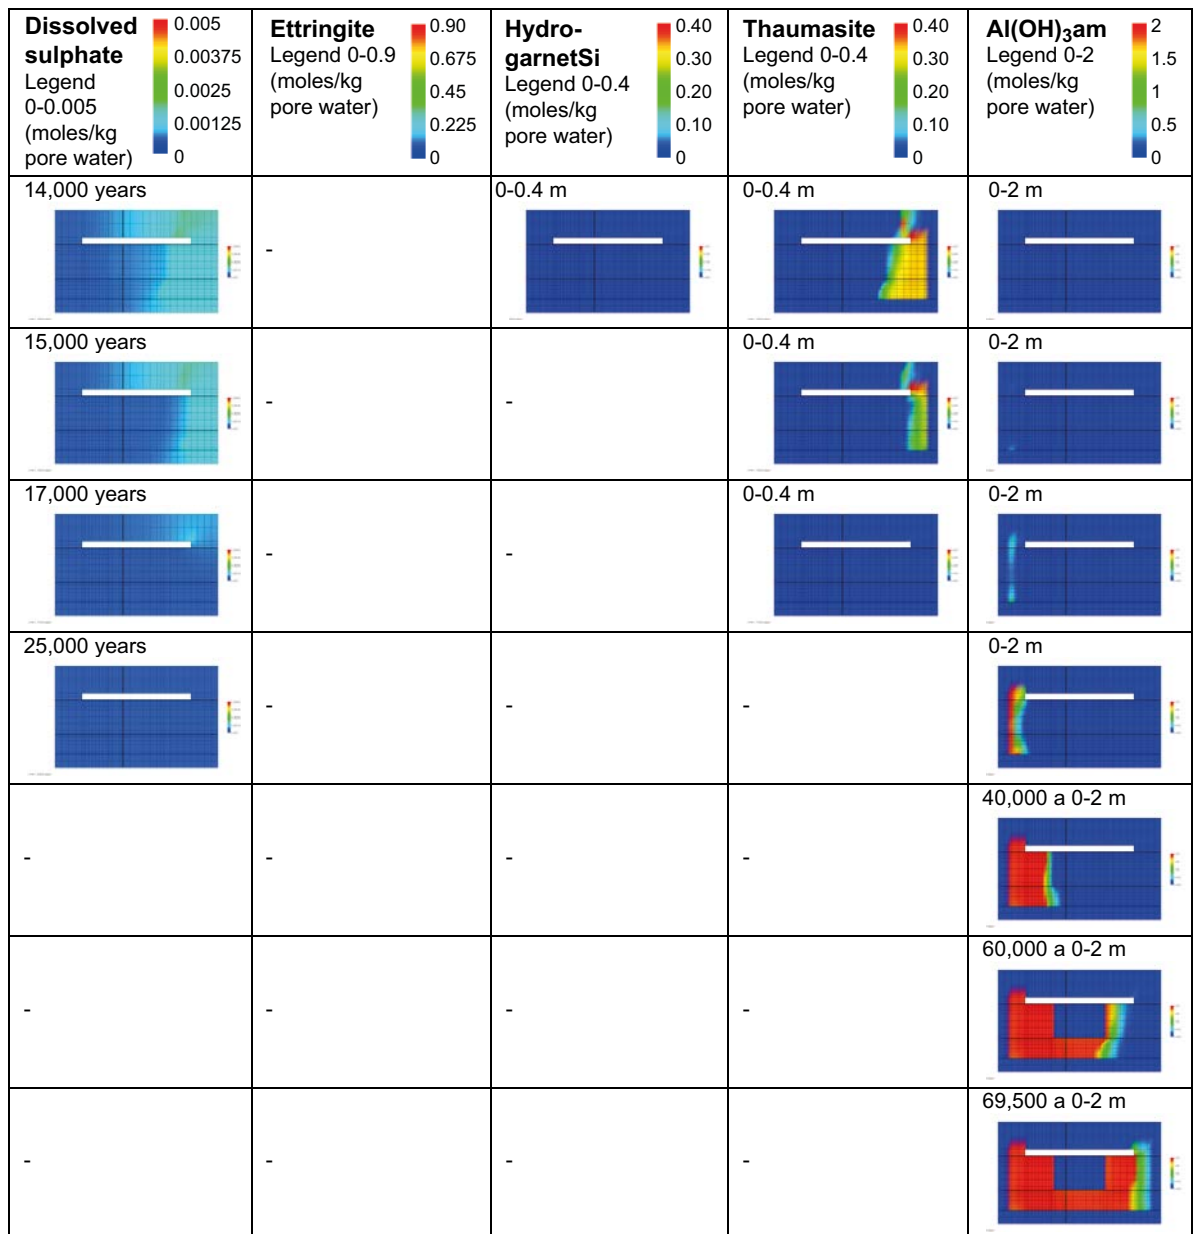 Dissolved
sulphate
Legend
0-0.005
(moles/kg
pore water)
0.005
0.00375
0.0025
0.00125
0
Ettringite
Legend 0-0.9
(moles/kg
pore water)
0.90
0.675
0.45
0.225
0
Hydro-
garnetSi
Legend 0-0.4
(moles/kg
pore water)
0.40
0.30
0.20
0.10
0
Thaumasite
Legend 0-0.4
(moles/kg
pore water)
0.40
0.30
0.20
0.10
0
Al(OH)₃am
Legend 0-2
(moles/kg
pore water)
2
1.5
1
0.5
0
14,000 years
-
0-0.4 m
0-0.4 m
0-2 m
15,000 years
-
-
0-0.4 m
0-2 m
17,000 years
-
-
0-0.4 m
0-2 m
25,000 years
-
-
-
0-2 m
-
-
-
-
40,000 a 0-2 m
-
-
-
-
60,000 a 0-2 m
-
-
-
-
69,500 a 0-2 m